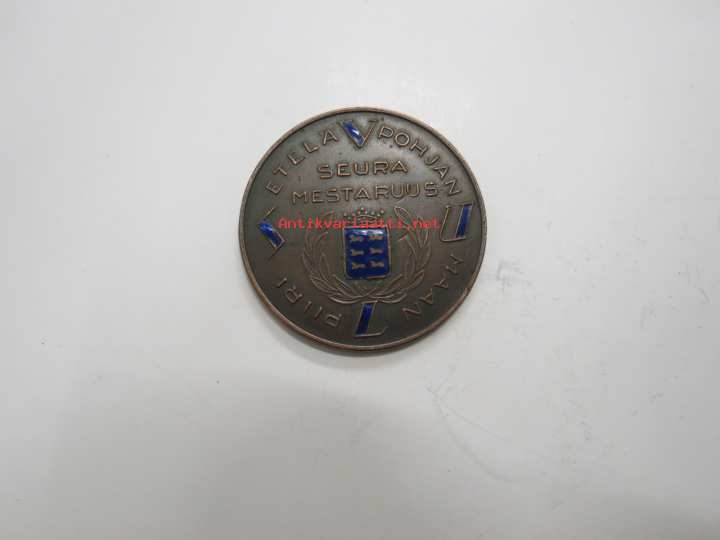 ETELÄ V POHJAN U MAAN L PIIRI S
SEURA
MESTARUUS
Antikvariaatti.net